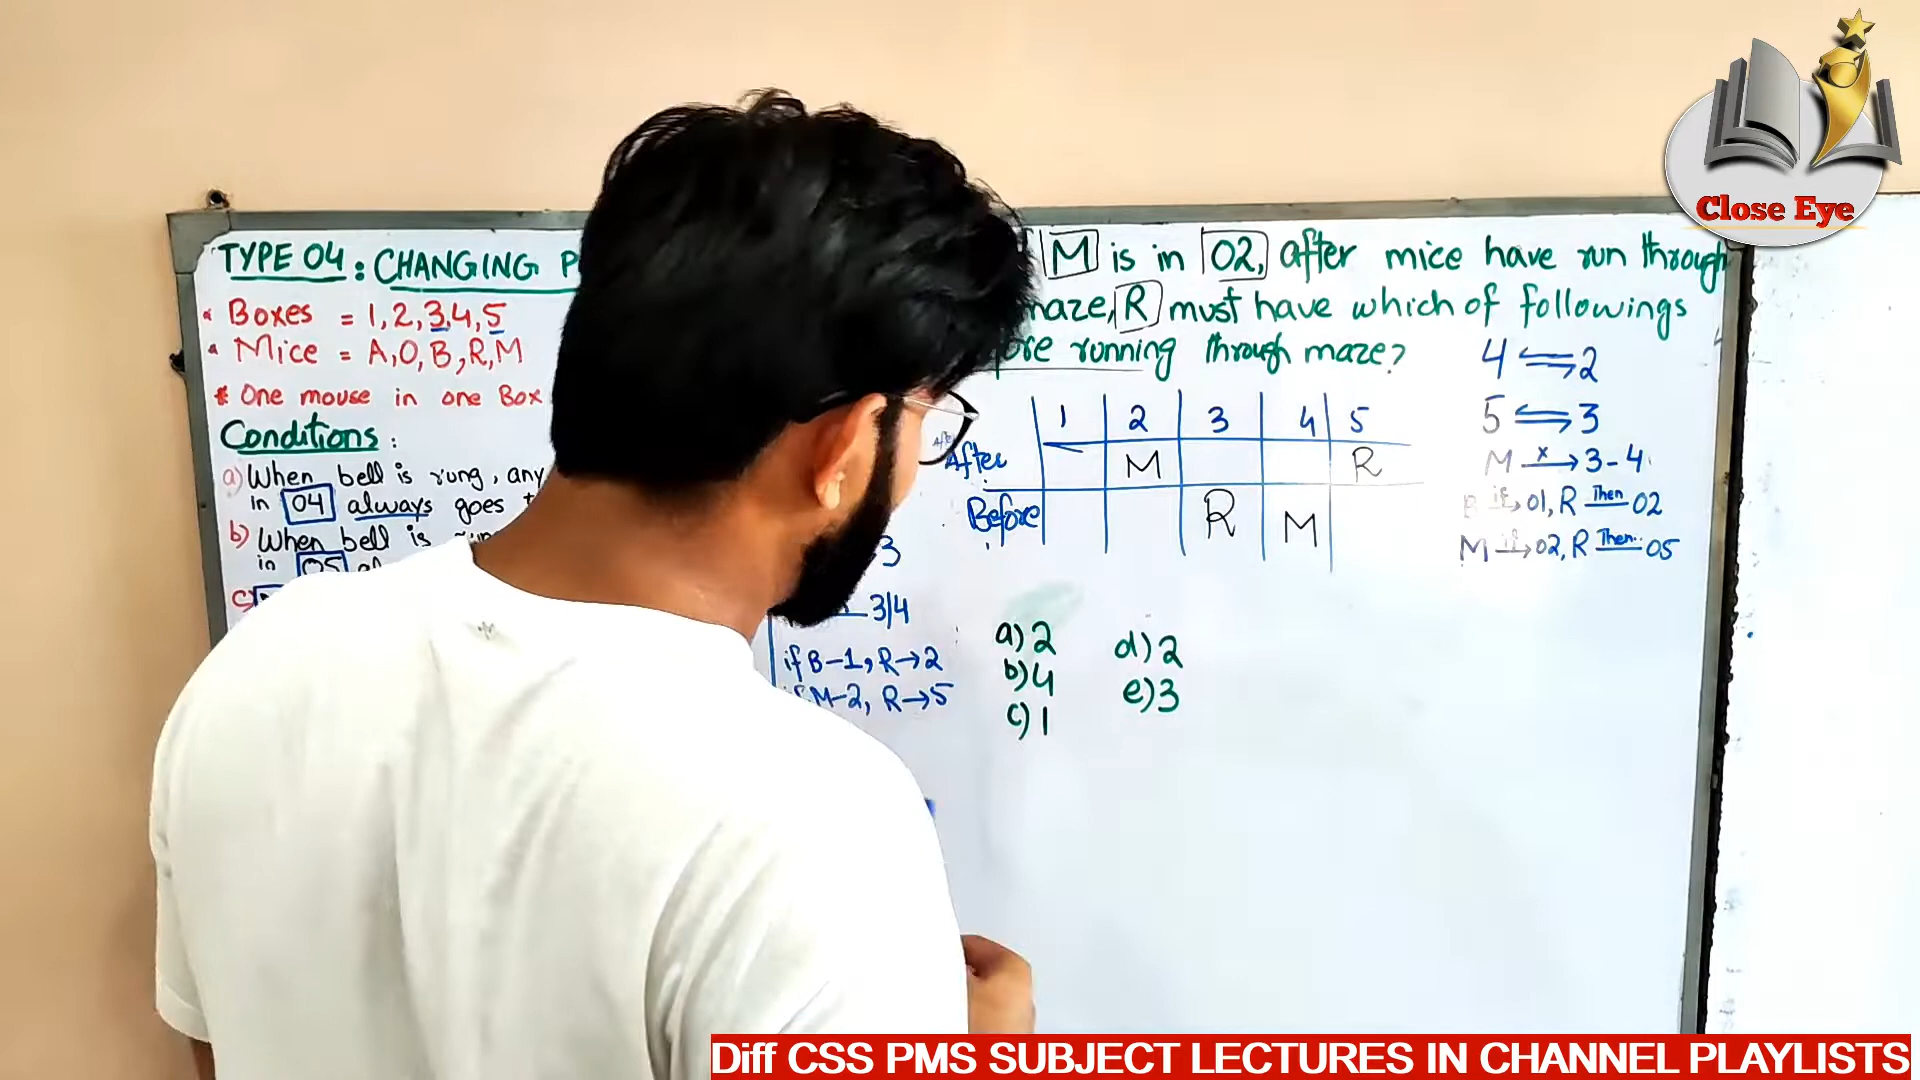 Close Eye
TYPE 04: CHANGING P
* Boxes = 1,2,3,4,5
* Mice = A,O,B,R,M
* One mouse in one Box
Conditions:
a) When bell is rung, any
in 04 always goes t
b) When bell is
in 05
c)
3
3/4
if B-1, R→2
M-2, R→5
M is in 02, after mice have run through
maze, R must have which of followings
ore running through maze?
1 2 3 4 5
After M R
Before R M
4 ⇌ 2
5 ⇌ 3
M x→ 3-4
if→ 01, R Then 02
M if→ 02, R Then 05
a) 2 d) 2
b) 4 e) 3
c) 1
Diff CSS PMS SUBJECT LECTURES IN CHANNEL PLAYLISTS